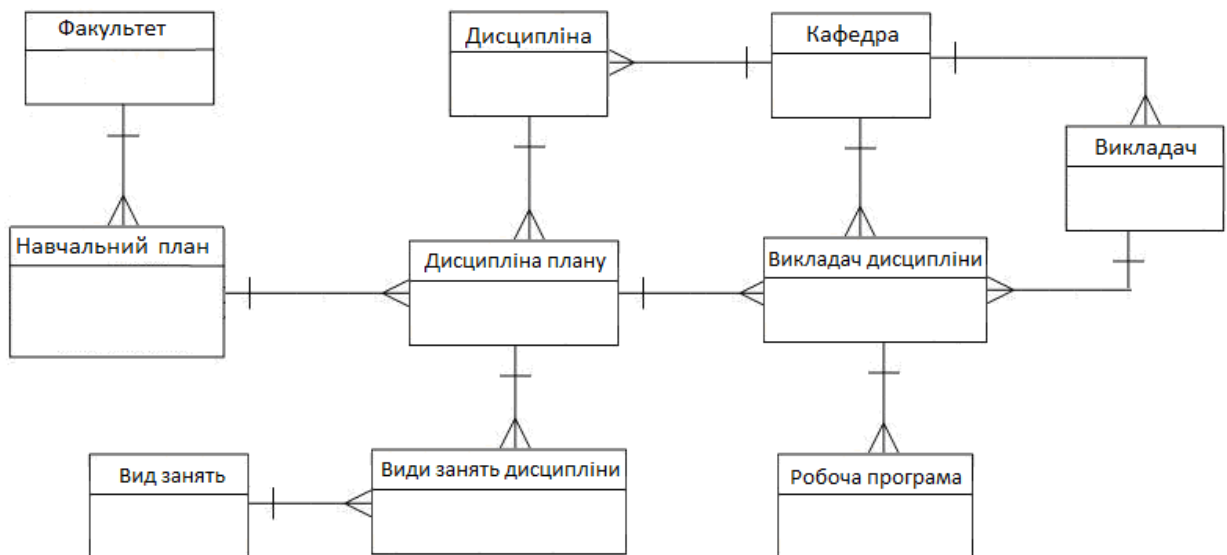 Факультет
Дисципліна
Кафедра
Викладач
Навчальний план
Дисципліна плану
Викладач дисципліни
Вид занять
Види занять дисципліни
Робоча програма